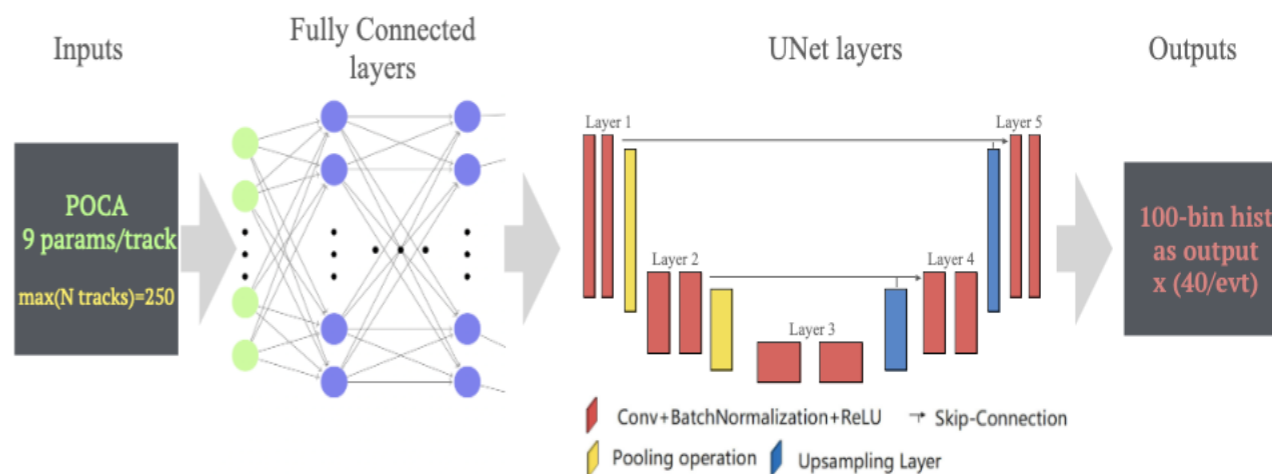 Inputs
Fully Connected
layers
UNet layers
Outputs
POCA
9 params/track
max(N tracks)=250
Layer 1
Layer 5
Layer 2
Layer 4
Layer 3
100-bin hist
as output
x (40/evt)
Conv+BatchNormalization+ReLU
Skip-Connection
Pooling operation
Upsampling Layer